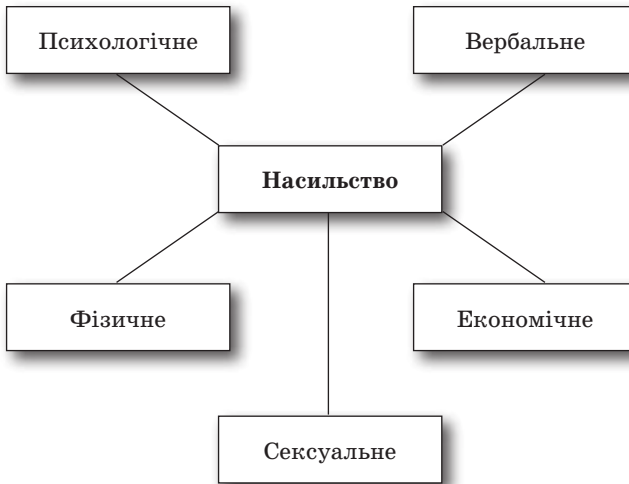 Психологічне
Вербальне
Насильство
Фізичне
Економічне
Сексуальне